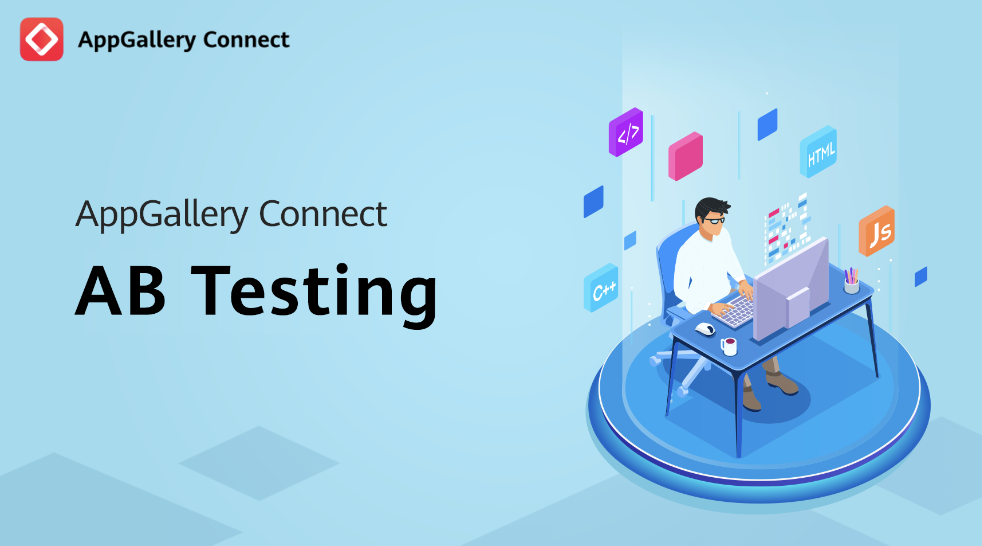 AppGallery Connect
AppGallery Connect
AB Testing
</>
HTML
Js
C++